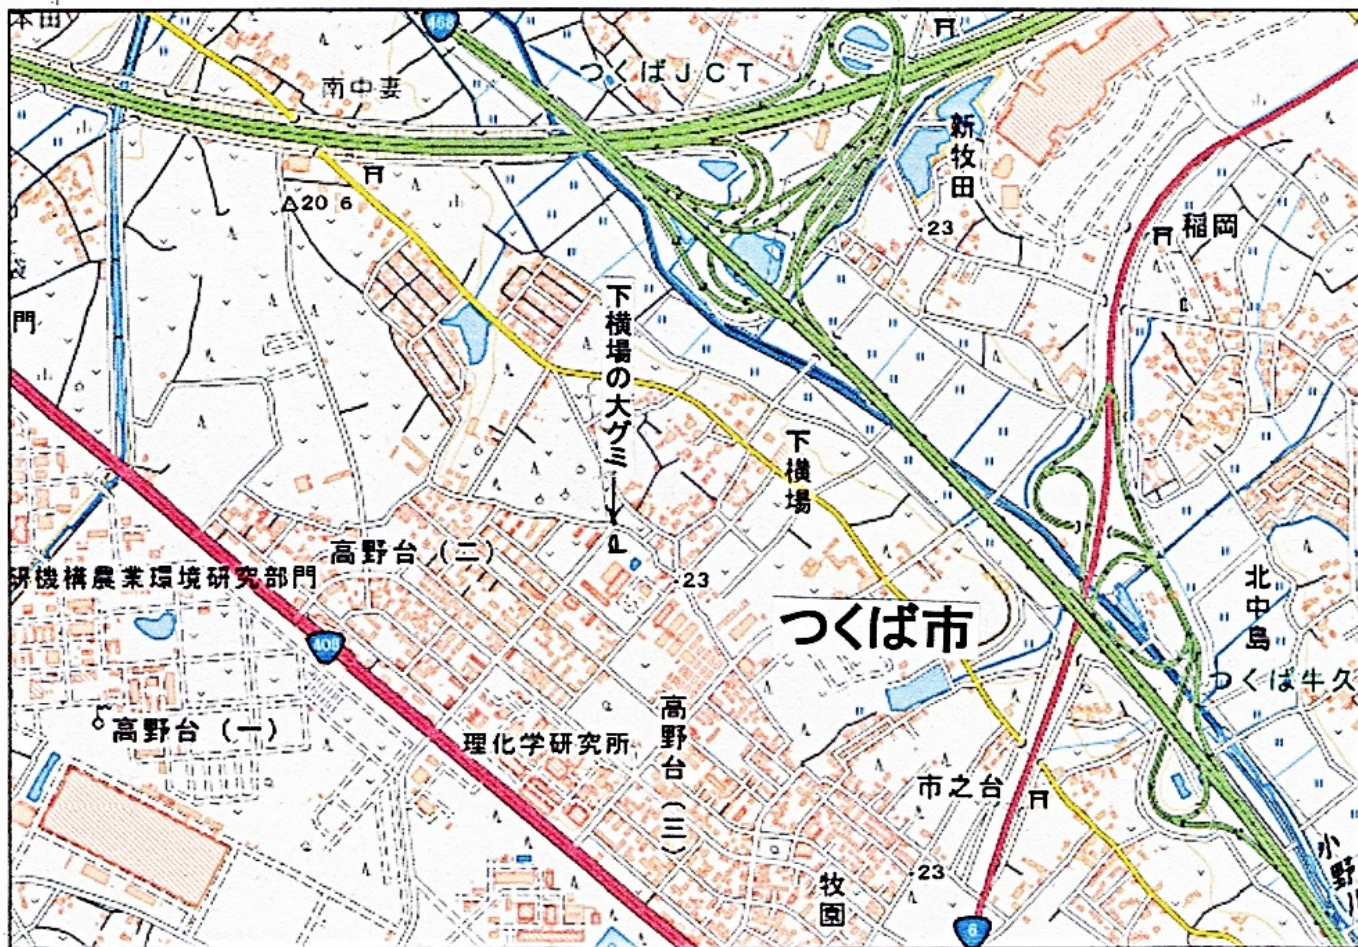 本田
468
つくばJCT
南中妻
新牧田
△20 6
・23
稲岡
門
下横場の大グミ
P
下横場
高野台（二）
・23
研機構農業環境研究部門
つくば市
北中島
408
つくば牛久
高野台（一）
理化学研究所
高野台（三）
市之台
小野川
・23
牧園
6